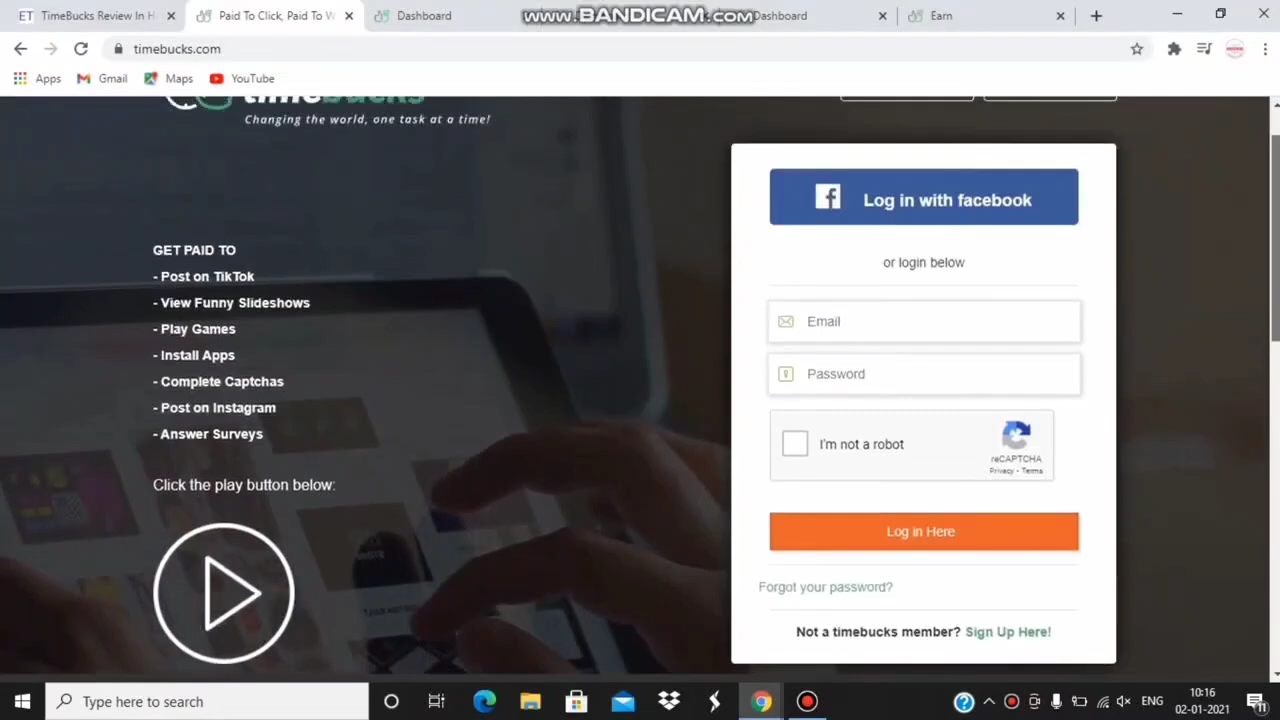 TimeBucks Review In H
Paid To Click, Paid To W
Dashboard
www.BANDICAM.com
Dashboard
Earn
timebucks.com
Apps
Gmail
Maps
YouTube
timebucks
Changing the world, one task at a time!
GET PAID TO
- Post on TikTok
- View Funny Slideshows
- Play Games
- Install Apps
- Complete Captchas
- Post on Instagram
- Answer Surveys
Click the play button below:
Log in with facebook
or login below
Email
Password
I'm not a robot
reCAPTCHA
Privacy - Terms
Log in Here
Forgot your password?
Not a timebucks member? Sign Up Here!
Type here to search
ENG
10:16
02-01-2021